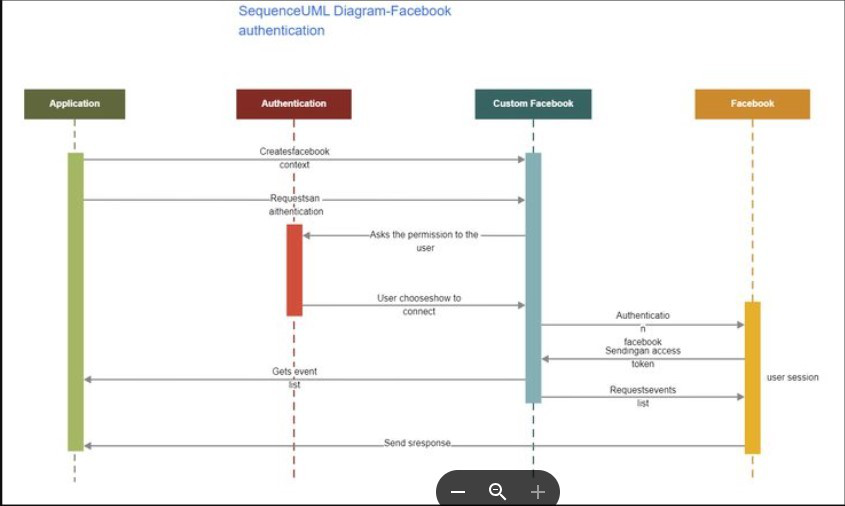 SequenceUML Diagram-Facebook
authentication
Application
Authentication
Custom Facebook
Facebook
Createsfacebook
context
Requestsan
aithentication
Asks the permission to the
user
User chooseshow to
connect
Authenticatio
n
facebook
Sendingan access
token
user session
Gets event
list
Requestsevents
list
Send sresponse